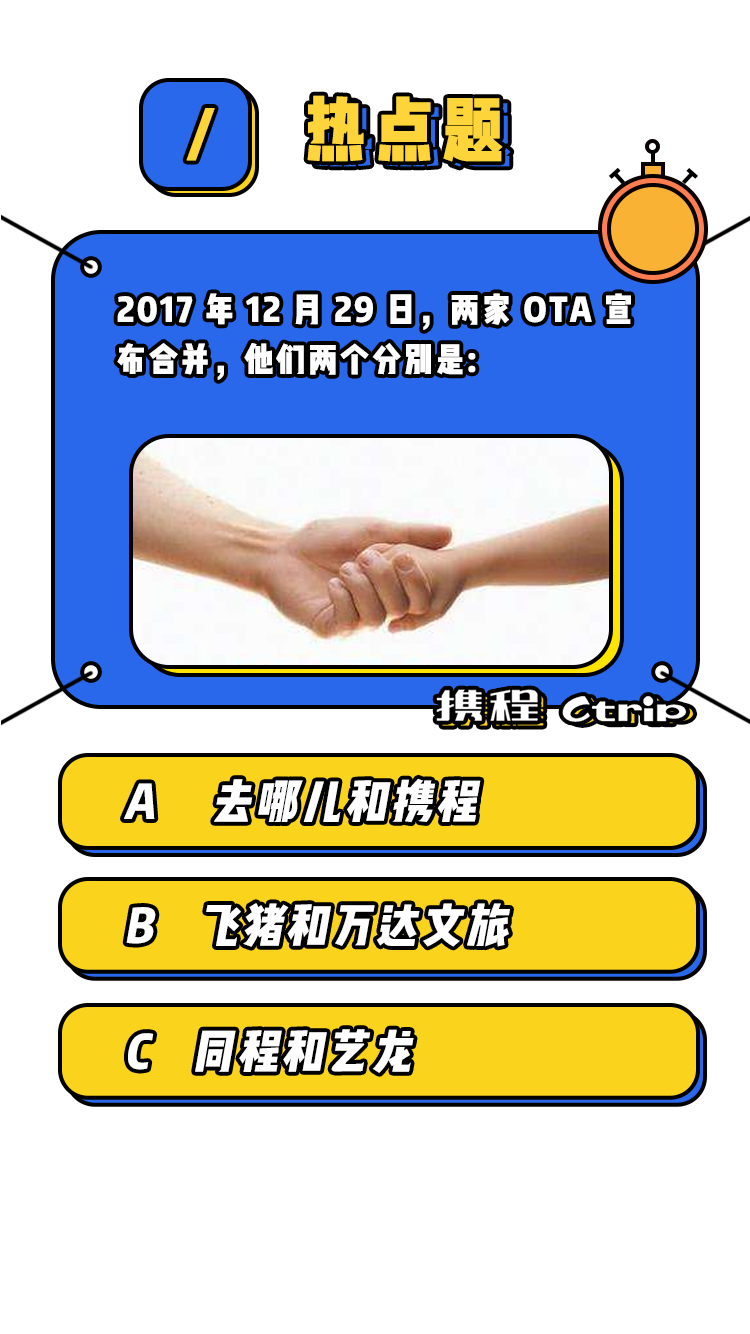 / 热点题
2017 年 12 月 29 日，两家 OTA 宣
布合并，他们两个分别是：
携程 Ctrip
A 去哪儿和携程
B 飞猪和万达文旅
C 同程和艺龙